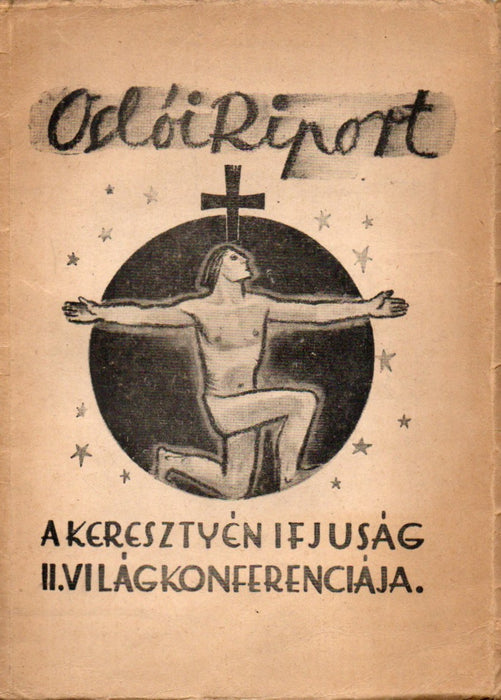 Oslói Riport
A KERESZTYÉN IFJUSÁG
II. VILÁGKONFERENCIÁJA.